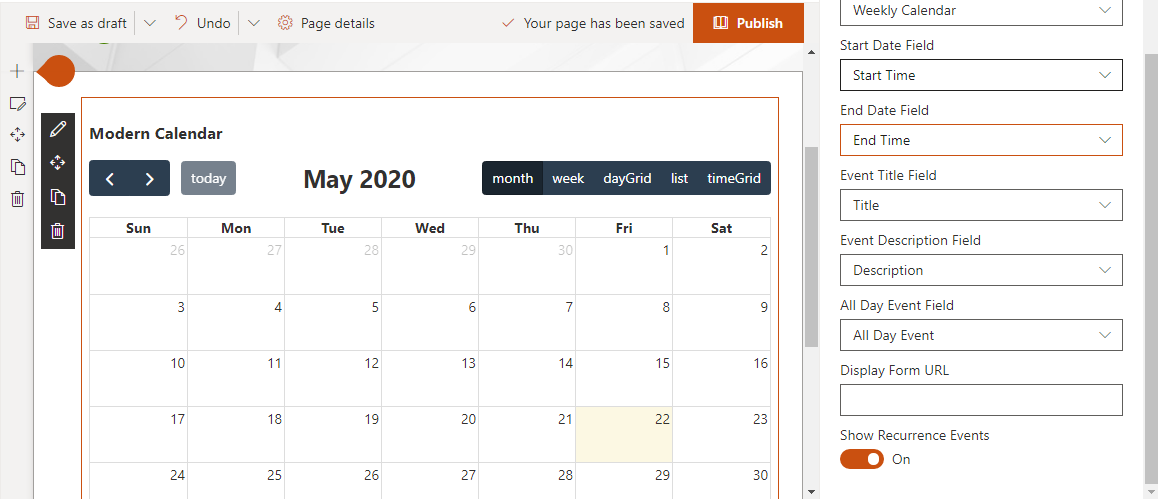 Save as draft Undo Page details Your page has been saved Publish
Modern Calendar
today May 2020 month week dayGrid list timeGrid
Sun Mon Tue Wed Thu Fri Sat
26 27 28 29 30 1 2
3 4 5 6 7 8 9
10 11 12 13 14 15 16
17 18 19 20 21 22 23
24 25 26 27 28 29 30
Weekly Calendar
Start Date Field
Start Time
End Date Field
End Time
Event Title Field
Title
Event Description Field
Description
All Day Event Field
All Day Event
Display Form URL
Show Recurrence Events
On